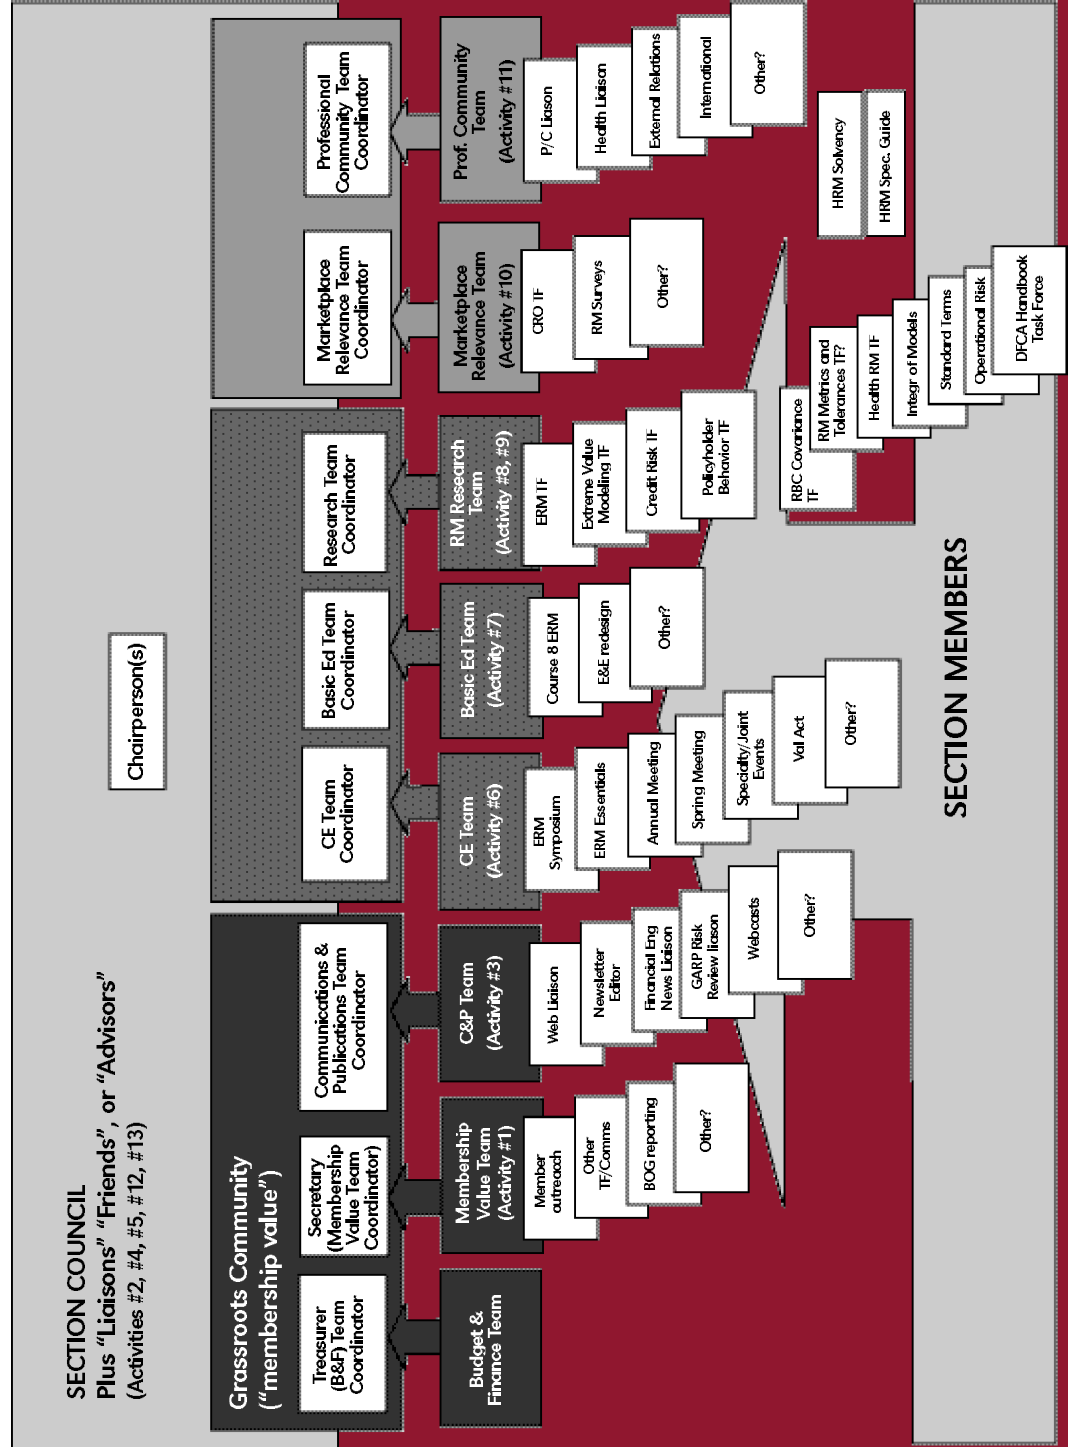 SECTION COUNCIL
Plus “Liaisons” “Friends”, or “Advisors”
(Activities #2, #4, #5, #12, #13)
Chairperson(s)
Grassroots Community
(“membership value”)
Treasurer
(B&F) Team
Coordinator
Secretary
(Membership
Value Team
Coordinator)
Communications &
Publications Team
Coordinator
CE Team
Coordinator
Basic Ed Team
Coordinator
Research Team
Coordinator
Marketplace
Relevance Team
Coordinator
Professional
Community Team
Coordinator
Budget &
Finance Team
Membership
Value Team
(Activity #1)
Member
outreacch
Other
TF/Comms
BOG reporting
Other?
C&P Team
(Activity #3)
Web Liaison
Newsletter
Editor
Financial Eng
News Liaison
GARP Risk
Review liason
Webcasts
Other?
CE Team
(Activity #6)
ERM
Symposium
ERM Essentials
Annual Meeting
Spring Meeting
Specialty/Joint
Events
Val Act
Other?
Basic Ed Team
(Activity #7)
Course 8 ERM
E&E redesign
Other?
RM Research
Team
(Activity #8, #9)
ERM TF
Extreme Value
Modeling TF
Credit Risk TF
Policyholder
Behavior TF
RBC Covariance
TF
RM Metrics and
Tolerances TF?
Health RM TF
Integr of Models
Standard Terms
Operational Risk
DFCA Handbook
Task Force
Marketplace
Relevance Team
(Activity #10)
CRO TF
RM Surveys
Other?
Prof. Community
Team
(Activity #11)
P/C Liason
Health Liaison
External Relations
International
Other?
HRM Solvency
HRM Spec. Guide
SECTION MEMBERS